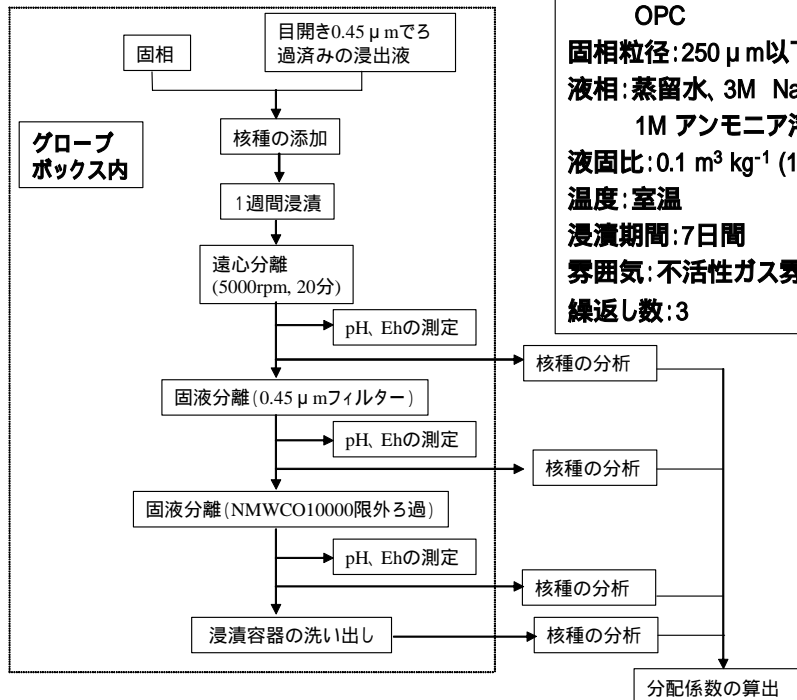 固相
目開き0.45μmでろ
過済みの浸出液
グローブ
ボックス内
核種の添加
1週間浸漬
遠心分離
(5000rpm, 20分)
pH、Ehの測定
核種の分析
固液分離(0.45μmフィルター)
pH、Ehの測定
核種の分析
固液分離(NMWCO10000限外ろ過)
pH、Ehの測定
核種の分析
浸漬容器の洗い出し
核種の分析
分配係数の算出
OPC
固相粒径:250μm以
液相:蒸留水、3M Na
1M アンモニア
液固比:0.1 m³ kg⁻¹ (1
温度:室温
浸漬期間:7日間
雰囲気:不活性ガス
繰返し数:3